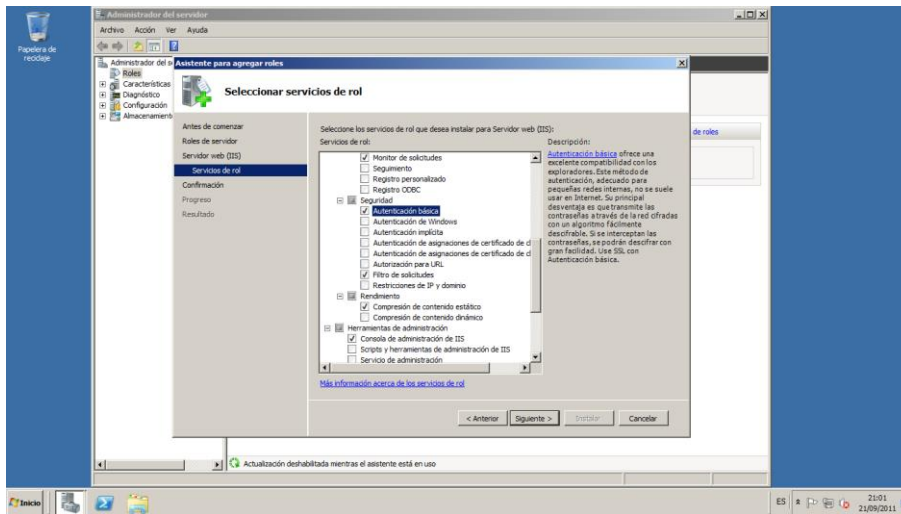 Papelera de
reciclaje
Administrador del servidor
Archivo Acción Ver Ayuda
Administrador del s
Roles
Características
Diagnóstico
Configuración
Almacenamient
de roles
Asistente para agregar roles
Seleccionar servicios de rol
Antes de comenzar
Roles de servidor
Servidor web (IIS)
Servicios de rol
Confirmación
Progreso
Resultado
Seleccione los servicios de rol que desea instalar para Servidor web (IIS):
Servicios de rol:
Monitor de solicitudes
Seguimiento
Registro personalizado
Registro ODBC
Seguridad
Autenticación básica
Autenticación de Windows
Autenticación implícita
Autenticación de asignaciones de certificado de cl
Autenticación de asignaciones de certificado de cl
Autorización para URL
Filtro de solicitudes
Restricciones de IP y dominio
Rendimiento
Compresión de contenido estático
Compresión de contenido dinámico
Herramientas de administración
Consola de administración de IIS
Scripts y herramientas de administración de IIS
Servicio de administración
Descripción:
Autenticación básica ofrece una
excelente compatibilidad con los
exploradores. Este método de
autenticación, adecuado para
pequeñas redes internas, no se suele
usar en Internet. Su principal
desventaja es que transmite las
contraseñas a través de la red cifradas
con un algoritmo fácilmente
descifrable. Si se interceptan las
contraseñas, se podrán descifrar con
gran facilidad. Use SSL con
Autenticación básica.
Más información acerca de los servicios de rol
< Anterior Siguiente > Instalar Cancelar
Actualización deshabilitada mientras el asistente está en uso
Inicio
ES
21:01
21/09/2011